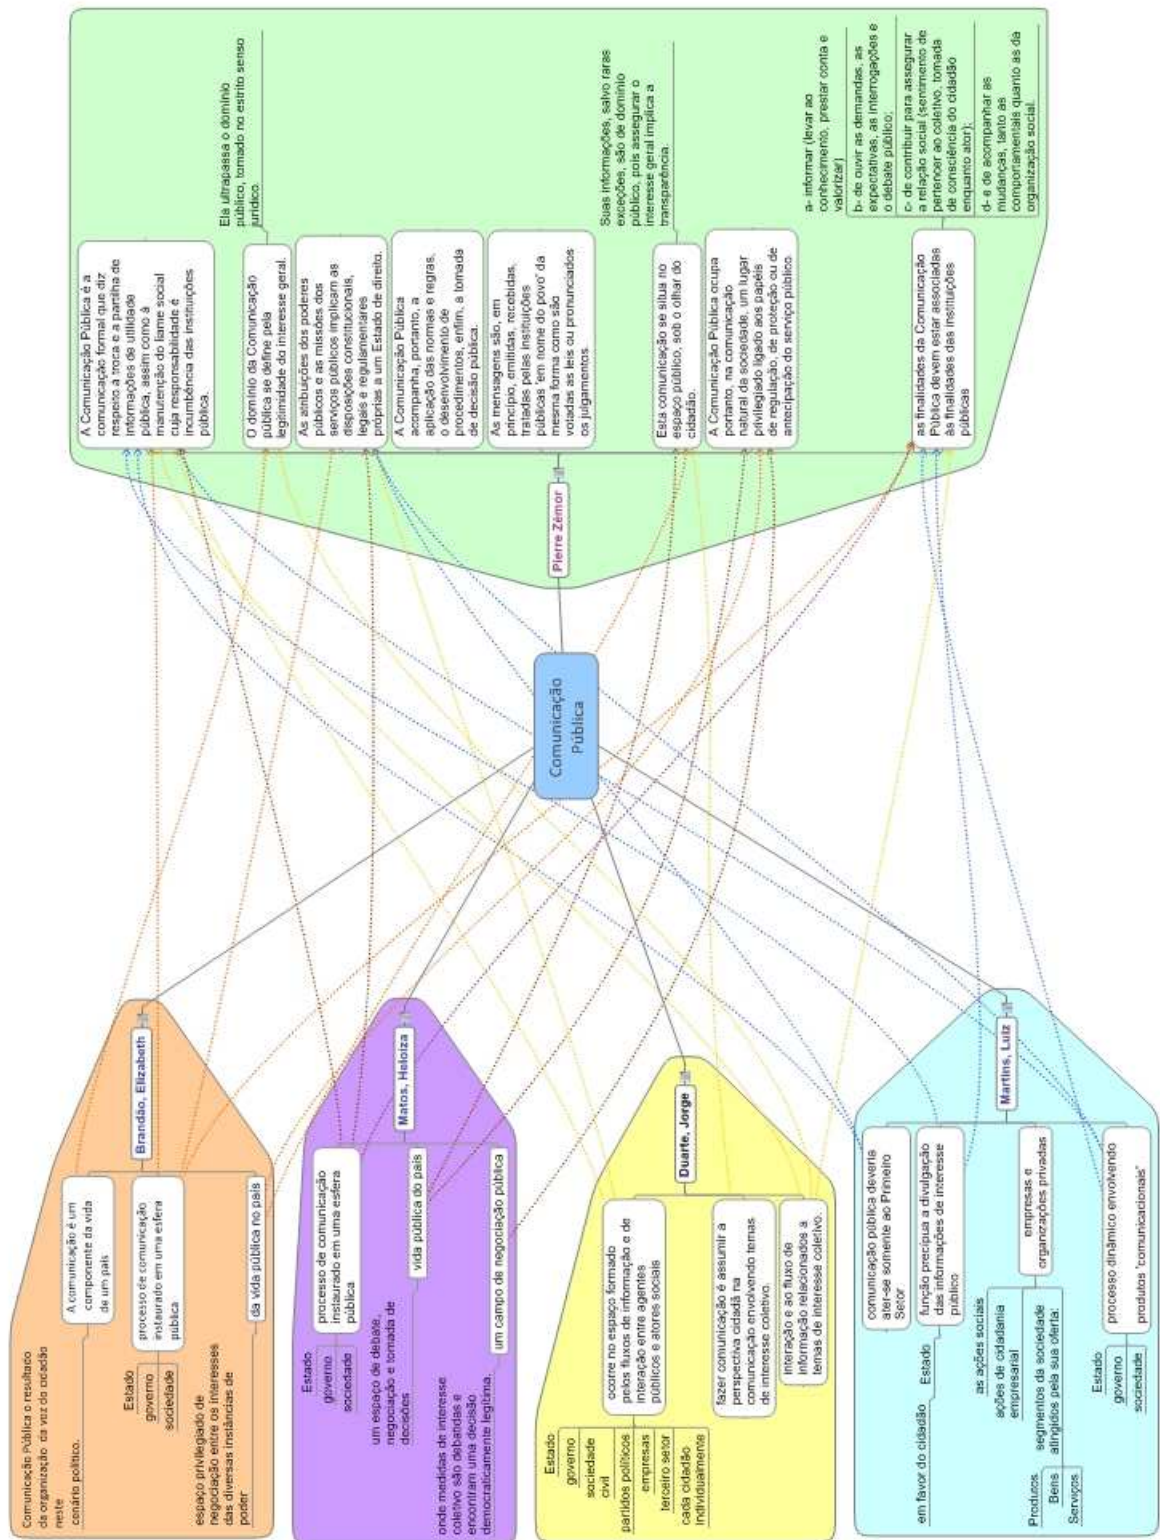 Comunicação
Pública
Pierre Zémor
A Comunicação Pública é a
comunicação formal que diz
respeito à troca e a partilha de
informações de utilidade
pública, assim como à
manutenção do liame social
cuja responsabilidade é
incumbência das instituições
pública.
O domínio da Comunicação
pública se define pela
legitimidade do interesse geral.
Ela ultrapassa o domínio
público, tomado no estrito senso
jurídico.
As atribuições dos poderes
públicos e as missões dos
serviços públicos implicam as
disposições constitucionais,
legais e regulamentares
próprias a um Estado de direito.
A Comunicação Pública
acompanha, portanto, a
aplicação das normas e regras,
o desenvolvimento de
procedimentos, enfim, a tomada
de decisão pública.
As mensagens são, em
princípio, emitidas, recebidas,
tratadas pelas instituições
públicas 'em nome do povo' da
mesma forma como são
votadas as leis ou pronunciados
os julgamentos.
Esta comunicação se situa no
espaço público, sob o olhar do
cidadão.
Suas informações, salvo raras
exceções, são de domínio
público, pois assegurar o
interesse geral implica a
transparência.
A Comunicação Pública ocupa
portanto, na comunicação
natural da sociedade, um lugar
privilegiado ligado aos papéis
de regulação, de proteção ou de
antecipação do serviço público.
as finalidades da Comunicação
Pública devem estar associadas
às finalidades das instituições
públicas
a- informar (levar ao
conhecimento, prestar conta e
valorizar)
b- de ouvir as demandas, as
expectativas, as interrogações e
o debate público;
c- de contribuir para assegurar
a relação social (sentimento de
pertencer ao coletivo, tomada
de consciência do cidadão
enquanto ator);
d- e de acompanhar as
mudanças, tanto as
comportamentais quanto as da
organização social.
Brandão, Elizabeth
A comunicação é um
componente da vida
de um país
Comunicação Pública o resultado
da organização da voz do cidadão
neste
cenário político.
processo de comunicação
instaurado em uma esfera
pública
Estado
governo
sociedade
da vida pública no país
espaço privilegiado de
negociação entre os interesses
das diversas instâncias de
poder
Matos, Heloiza
processo de comunicação
instaurado em uma esfera
pública
Estado
governo
sociedade
vida pública do país
um espaço de debate,
negociação e tomada de
decisões
um campo de negociação pública
onde medidas de interesse
coletivo são debatidas e
encontram uma decisão
democraticamente legítima.
Duarte, Jorge
ocorre no espaço formado
pelos fluxos de informação e de
interação entre agentes
públicos e atores sociais
Estado
governo
sociedade
civil
partidos políticos
empresas
terceiro setor
cada cidadão
individualmente
fazer comunicação é assumir a
perspectiva cidadã na
comunicação envolvendo temas
de interesse coletivo.
interação e ao fluxo de
informação relacionados a
temas de interesse coletivo.
Martins, Luiz
comunicação pública deveria
ater-se somente ao Primeiro
Setor
função precípua a divulgação
das informações de interesse
público
Estado
em favor do cidadão
empresas e
organizações privadas
as ações sociais
ações de cidadania
empresarial
segmentos da sociedade
atingidos pela sua oferta:
Produtos
Bens
Serviços
processo dinâmico envolvendo
produtos 'comunicacionais'
Estado
governo
sociedade